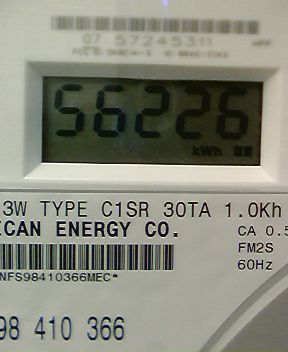 07 57245311
56226
kWh
3W TYPE C1SR 30TA 1.0Kh
ICAN ENERGY CO.
CA 0.5
FM2S
NFS98410366MEC*
60Hz
98 410 366